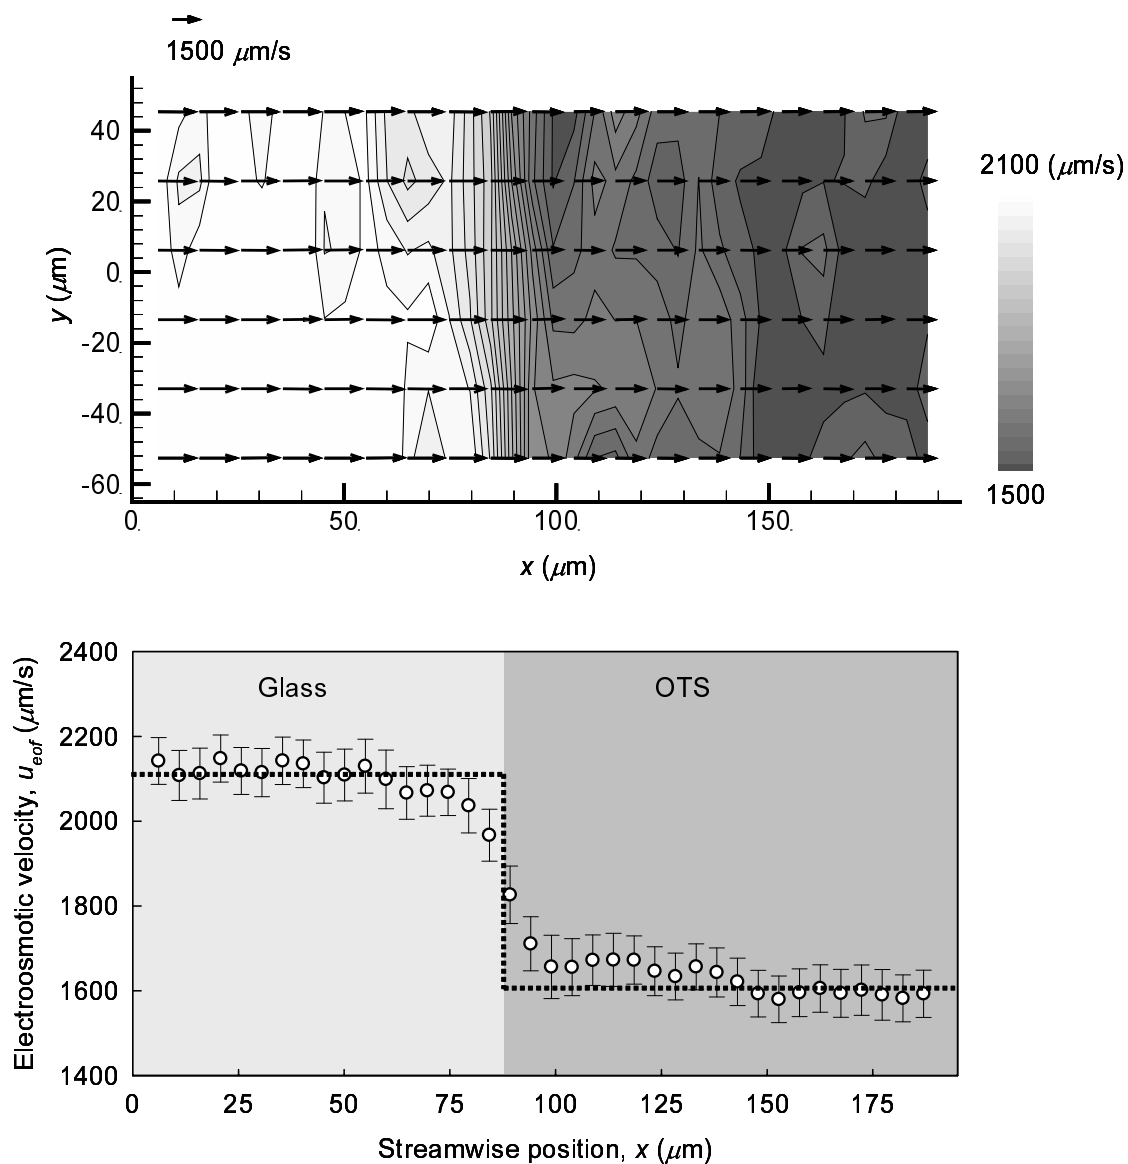 1500 μm/s
40
20
0
-20
-40
-60
y (μm)
0 50 100 150
x (μm)
2100 (μm/s)
1500
2400
2200
2000
1800
1600
1400
Electroosmotic velocity, u_eof (μm/s)
Glass OTS
0 25 50 75 100 125 150 175
Streamwise position, x (μm)